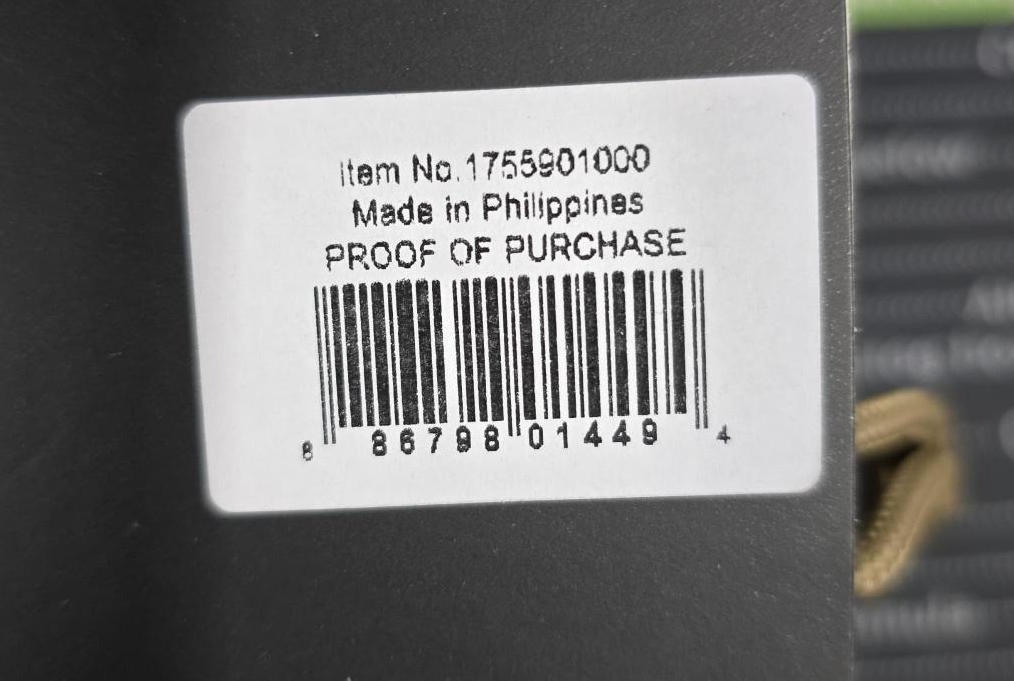 Item No.1755901000
Made in Philippines
PROOF OF PURCHASE
8 86798 01449 4